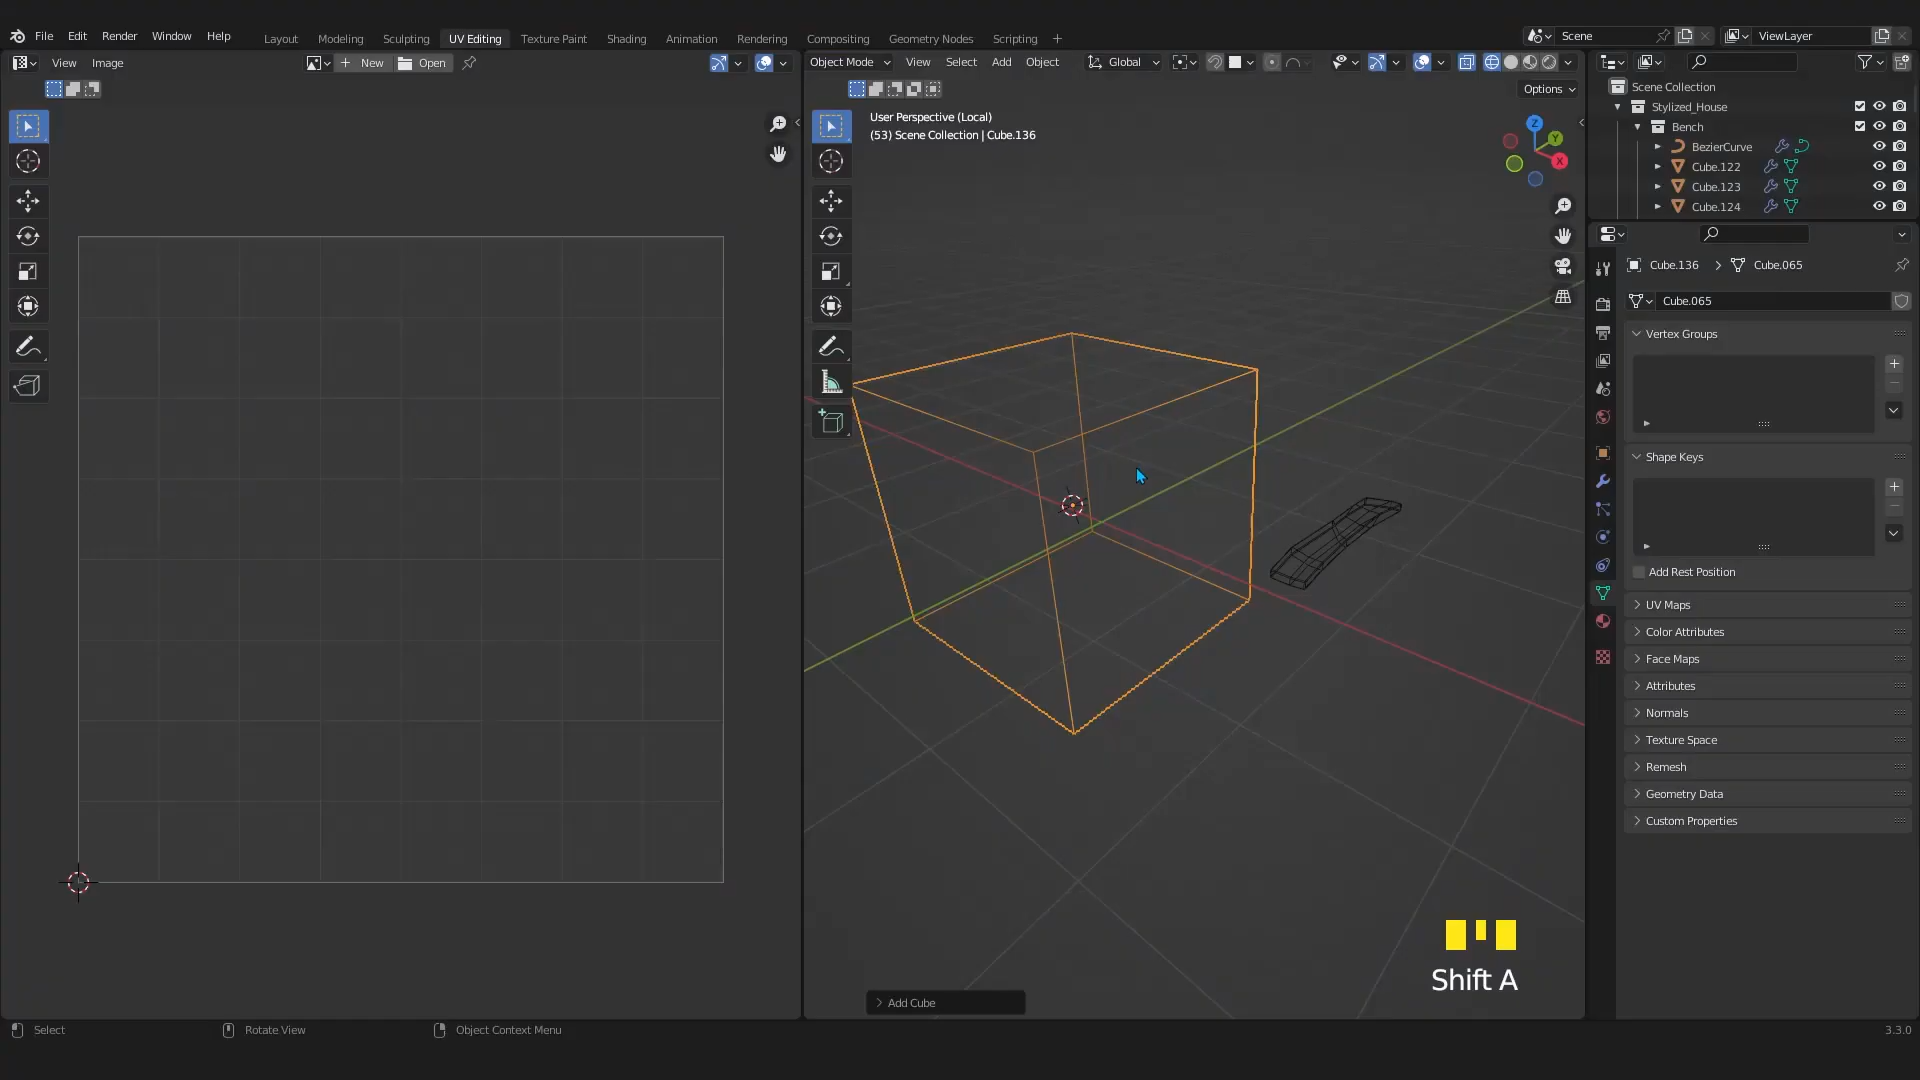 File Edit Render Window Help Layout Modeling Sculpting UV Editing Texture Paint Shading Animation Rendering Compositing Geometry Nodes Scripting Scene ViewLayer
View Image New Open Object Mode View Select Add Object Global
Options
User Perspective (Local)
(53) Scene Collection | Cube.136
Z
Y
X
Scene Collection
Stylized_House
Bench
BezierCurve
Cube.122
Cube.123
Cube.124
Cube.136 Cube.065
Cube.065
Vertex Groups
Shape Keys
Add Rest Position
UV Maps
Color Attributes
Face Maps
Attributes
Normals
Texture Space
Remesh
Geometry Data
Custom Properties
Shift A
Add Cube
Select Rotate View Object Context Menu 3.3.0